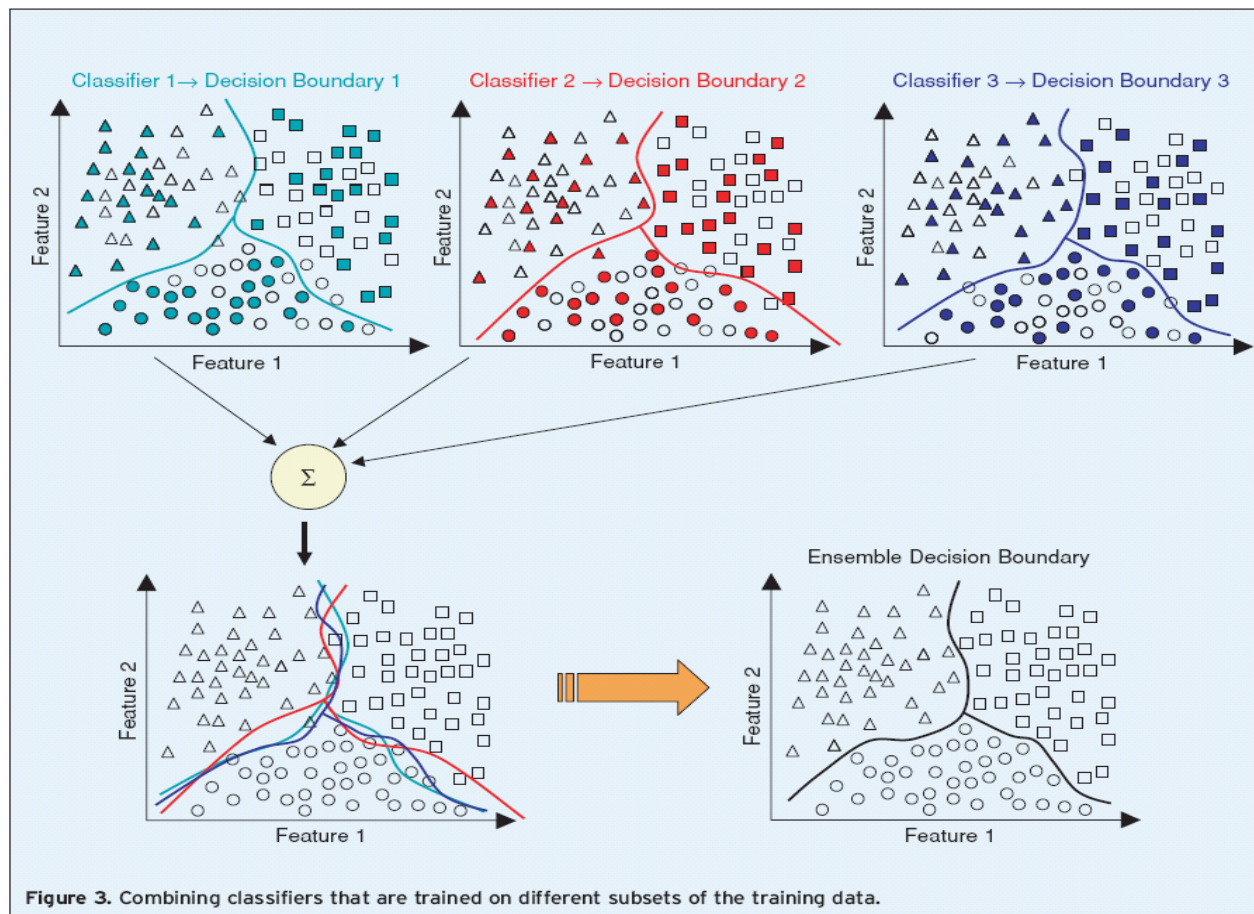 Classifier 1 → Decision Boundary 1
Classifier 2 → Decision Boundary 2
Classifier 3 → Decision Boundary 3
Feature 2
Feature 1
Feature 2
Feature 1
Feature 2
Feature 1
Σ
Feature 2
Feature 1
Ensemble Decision Boundary
Feature 2
Feature 1
Figure 3. Combining classifiers that are trained on different subsets of the training data.